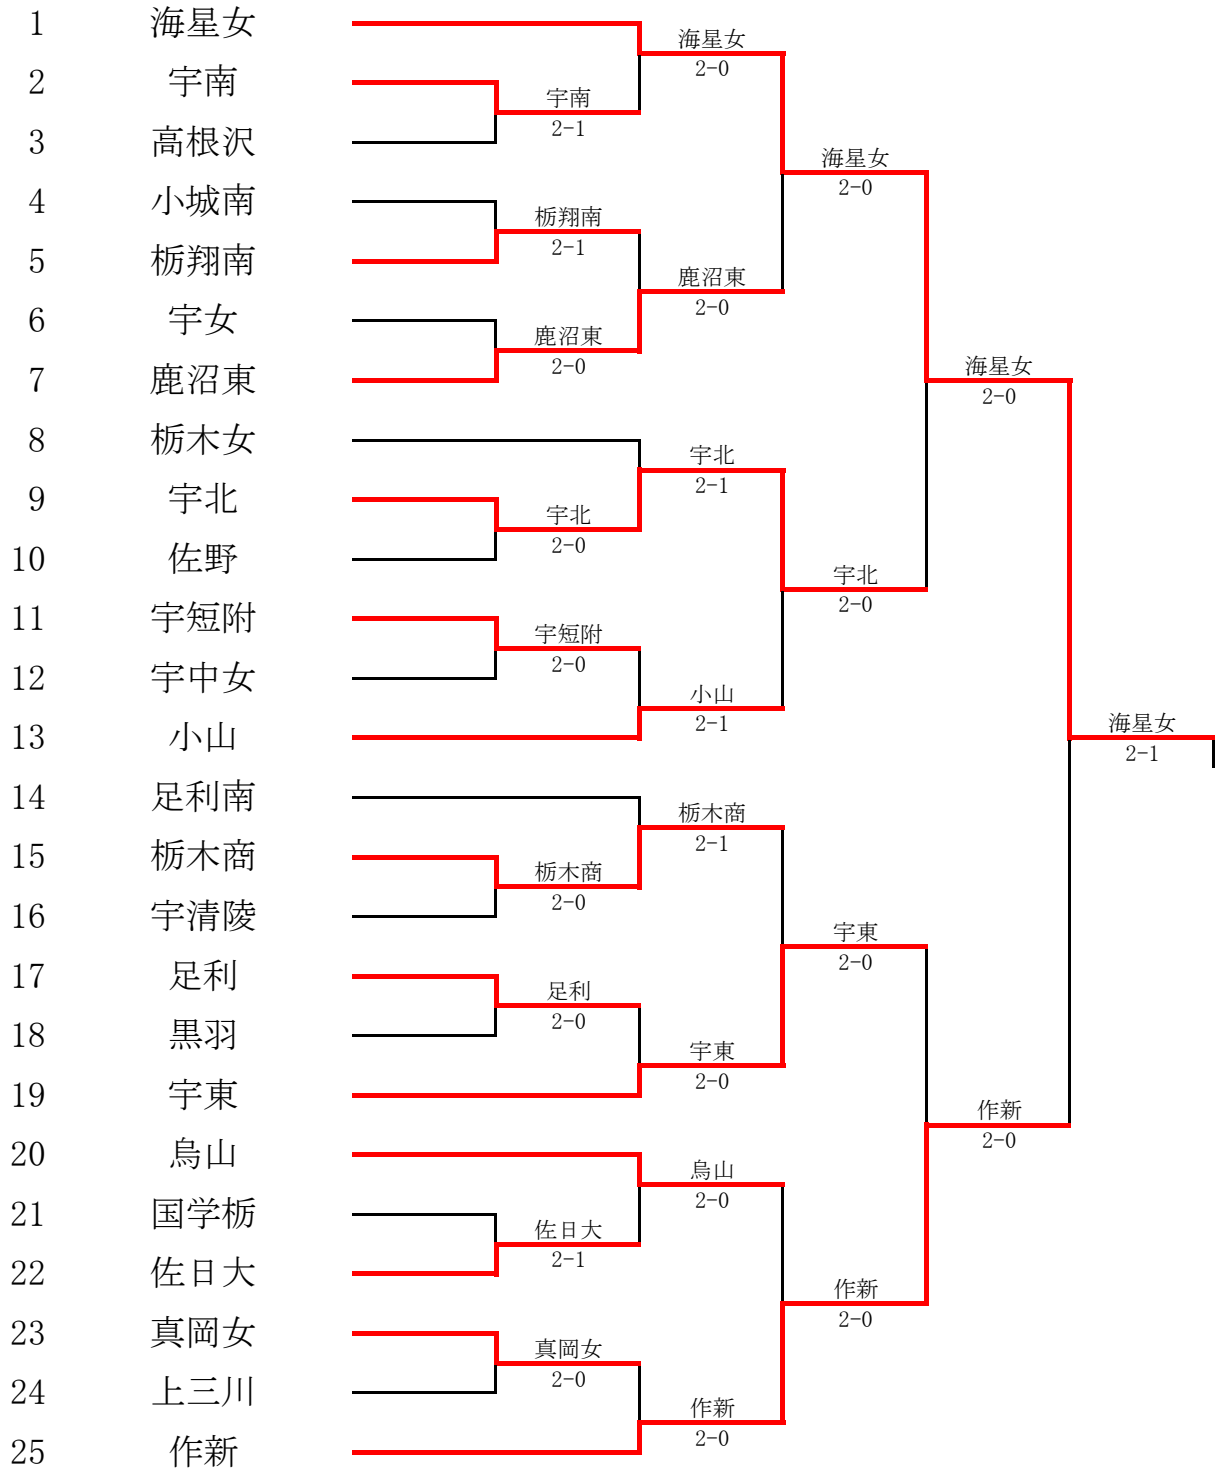 1 海星女
海星女
2-0
2 宇南
宇南
2-1
3 高根沢
海星女
2-0
4 小城南
栃翔南
2-1
5 栃翔南
鹿沼東
2-0
6 宇女
鹿沼東
2-0
7 鹿沼東
海星女
2-0
8 栃木女
宇北
2-1
9 宇北
宇北
2-0
10 佐野
宇北
2-0
11 宇短附
宇短附
2-0
12 宇中女
小山
2-1
13 小山
海星女
2-1
14 足利南
栃木商
2-1
15 栃木商
栃木商
2-0
16 宇清陵
宇東
2-0
17 足利
足利
2-0
18 黒羽
宇東
2-0
19 宇東
作新
2-0
20 烏山
烏山
2-0
21 国学栃
佐日大
2-1
22 佐日大
作新
2-0
23 真岡女
真岡女
2-0
24 上三川
作新
2-0
25 作新